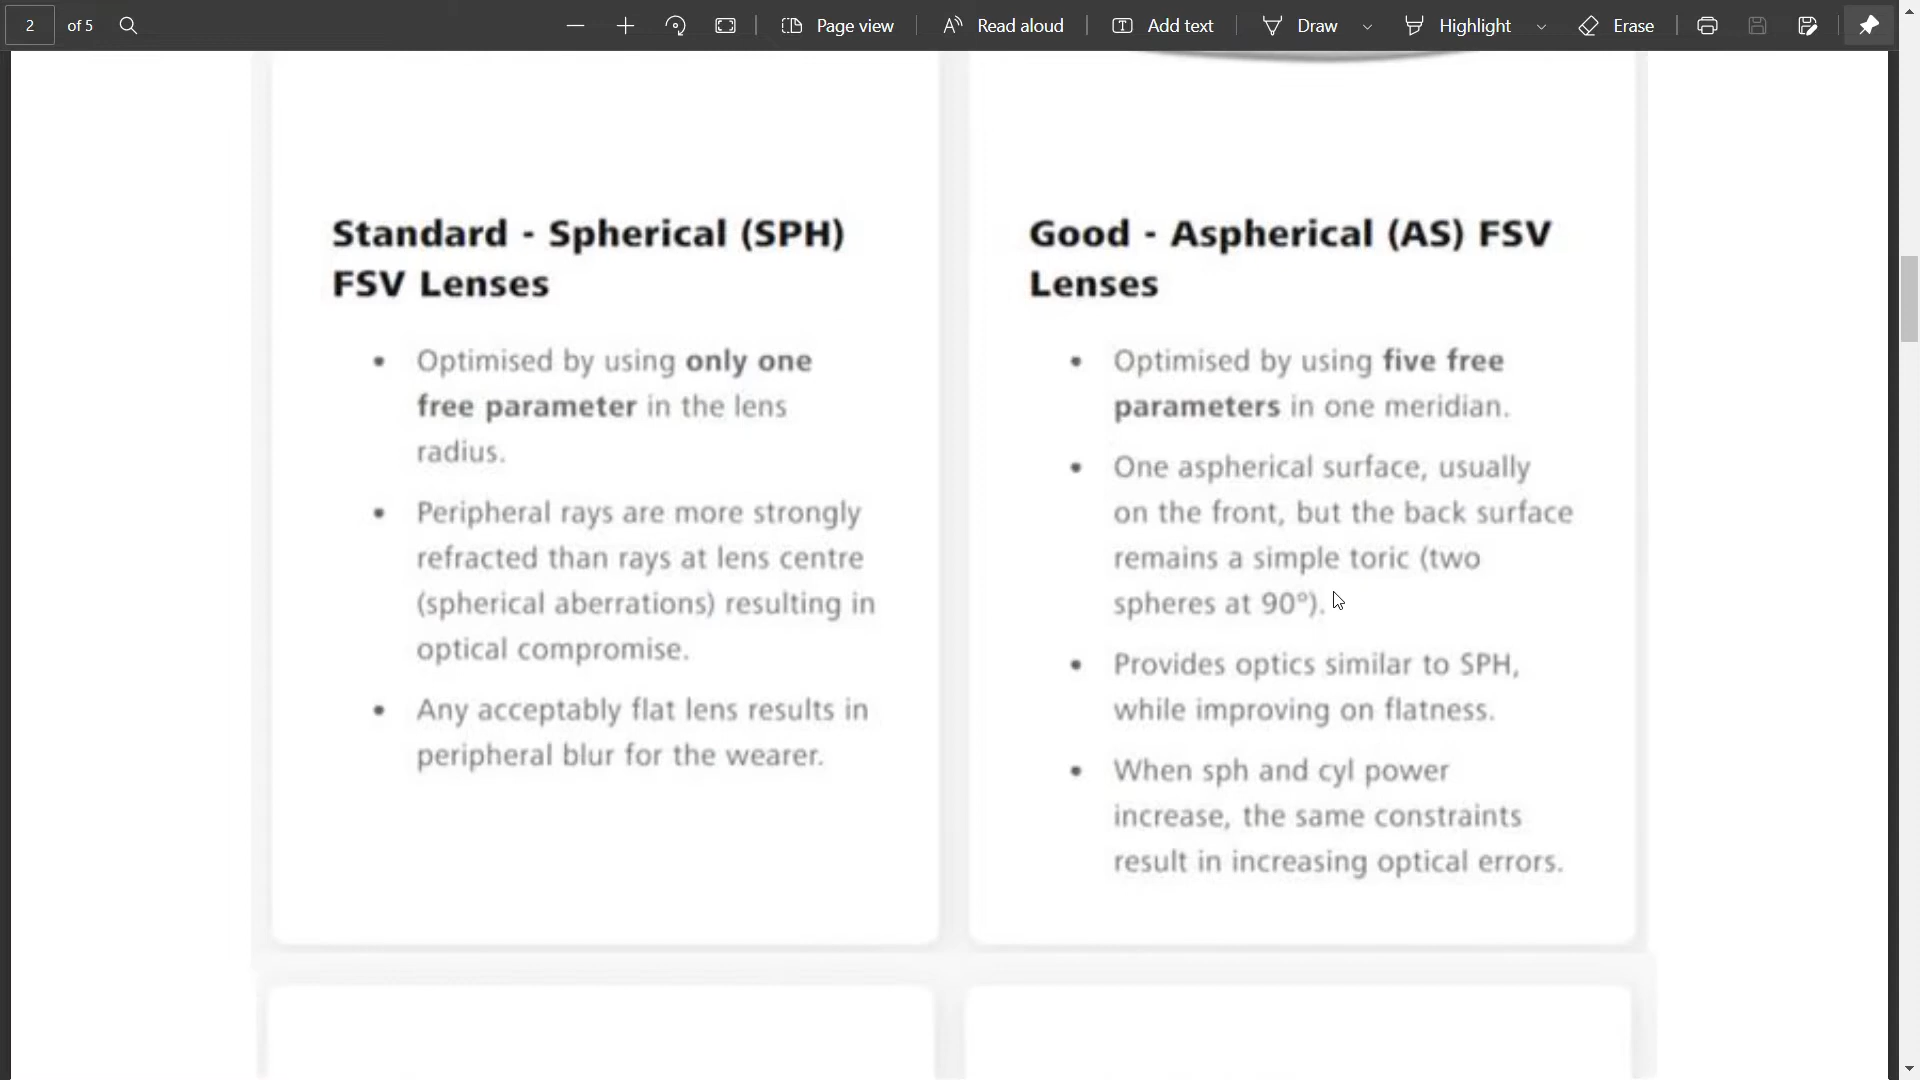 2 of 5 Page view Read aloud Add text Draw Highlight Erase
Standard - Spherical (SPH)
FSV Lenses
Optimised by using only one
free parameter in the lens
radius.
Peripheral rays are more strongly
refracted than rays at lens centre
(spherical aberrations) resulting in
optical compromise.
Any acceptably flat lens results in
peripheral blur for the wearer.
Good - Aspherical (AS) FSV
Lenses
Optimised by using five free
parameters in one meridian.
One aspherical surface, usually
on the front, but the back surface
remains a simple toric (two
spheres at 90°).
Provides optics similar to SPH,
while improving on flatness.
When sph and cyl power
increase, the same constraints
result in increasing optical errors.